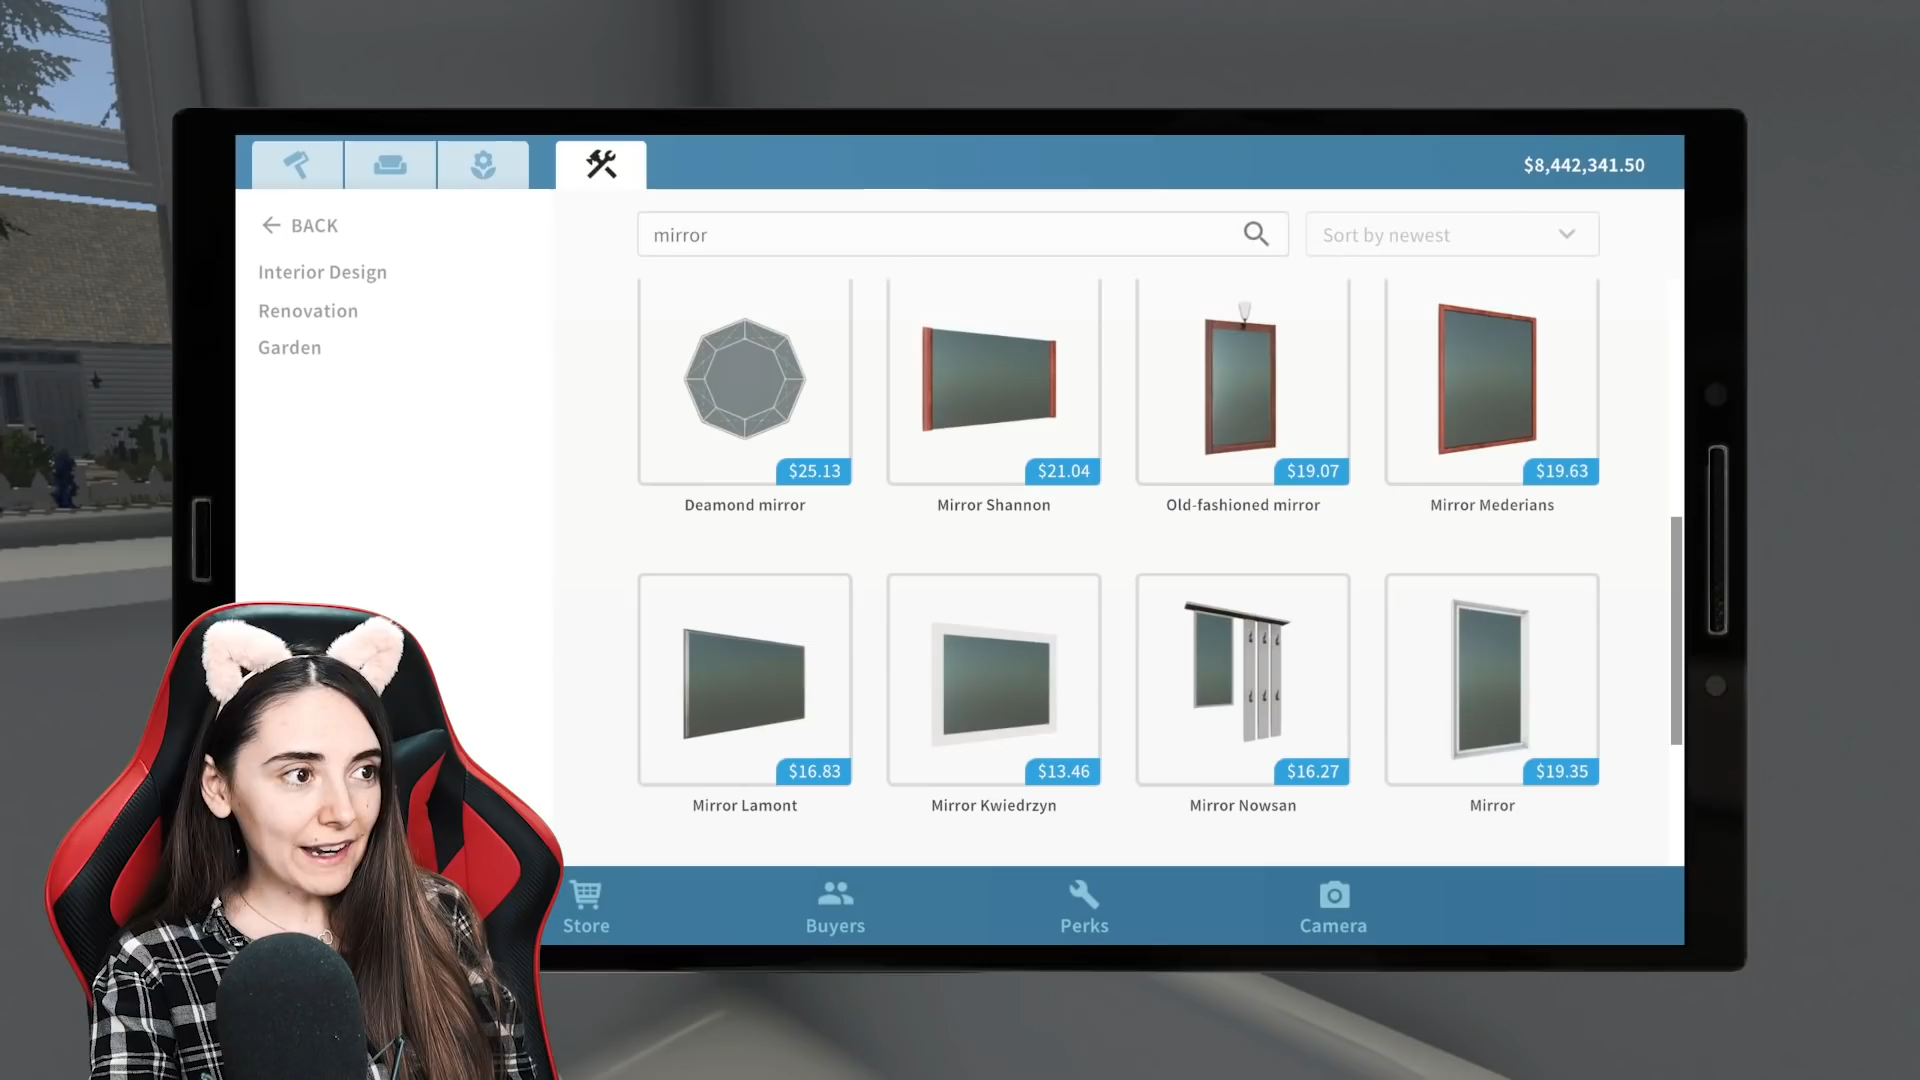 $8,442,341.50
BACK
mirror
Sort by newest
Interior Design
Renovation
Garden
$25.13
$21.04
$19.07
$19.63
Deamond mirror
Mirror Shannon
Old-fashioned mirror
Mirror Mederians
$16.83
$13.46
$16.27
$19.35
Mirror Lamont
Mirror Kwiedrzyn
Mirror Nowsan
Mirror
Store
Buyers
Perks
Camera